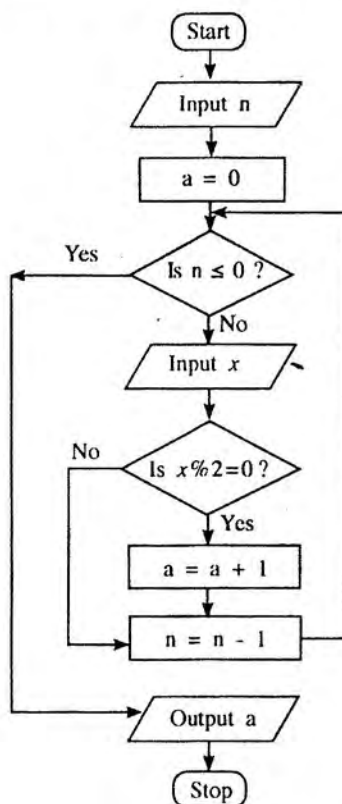 Start
Input n
a = 0
Yes
Is n ≤ 0 ?
No
Input x
No
Is x%2=0 ?
Yes
a = a + 1
n = n - 1
Output a
Stop